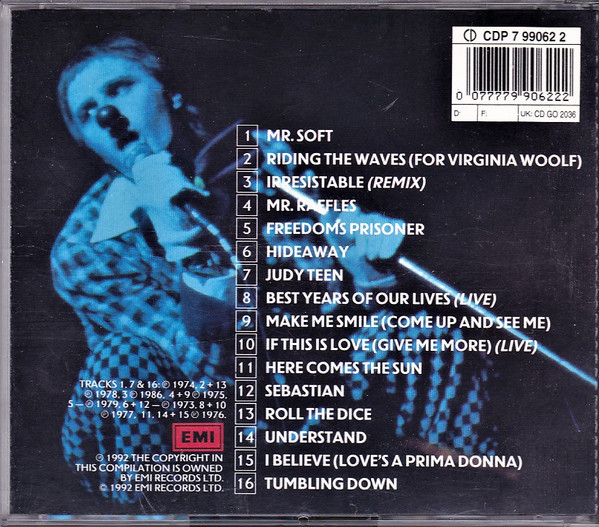 CD CDP 7 99062 2
0 077779 906222
D: F: UK: CD GO 2036
1 MR. SOFT
2 RIDING THE WAVES (FOR VIRGINIA WOOLF)
3 IRRESISTABLE (REMIX)
4 MR. RAFFLES
5 FREEDOMS PRISONER
6 HIDEAWAY
7 JUDY TEEN
8 BEST YEARS OF OUR LIVES (LIVE)
9 MAKE ME SMILE (COME UP AND SEE ME)
10 IF THIS IS LOVE (GIVE ME MORE) (LIVE)
11 HERE COMES THE SUN
12 SEBASTIAN
13 ROLL THE DICE
14 UNDERSTAND
15 I BELIEVE (LOVE'S A PRIMA DONNA)
16 TUMBLING DOWN
TRACKS 1, 7 & 16: ℗ 1974, 2 + 13
℗ 1978, 3 ℗ 1986, 4 + 9 ℗ 1975,
5 — ℗ 1979, 6 + 12 — ℗ 1973, 8 + 10
℗ 1977, 11, 14 + 15 ℗ 1976.
EMI
℗ 1992 THE COPYRIGHT IN
THIS COMPILATION IS OWNED
BY EMI RECORDS LTD.
© 1992 EMI RECORDS LTD.